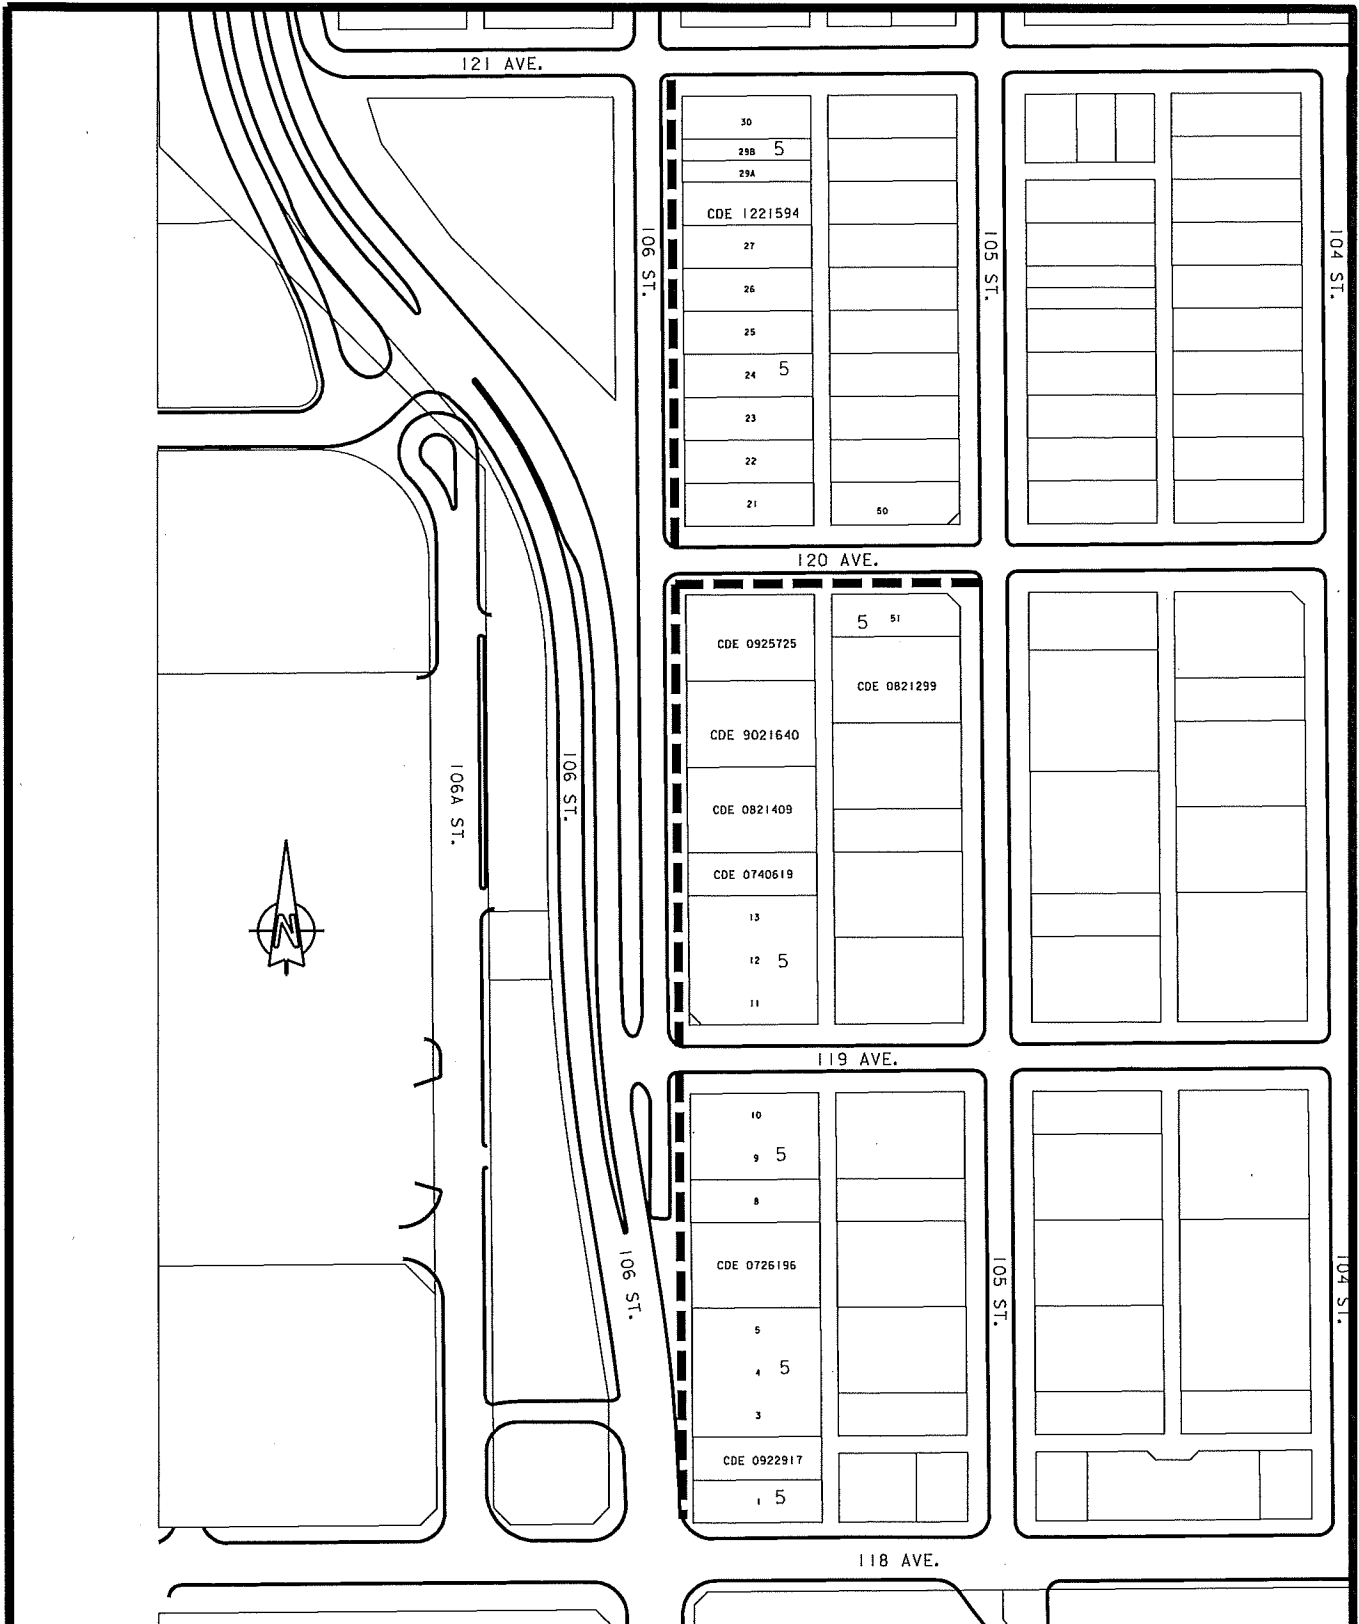 121 AVE.
30
29B 5
29A
CDE 1221594
27
26
25
24 5
23
22
21
50
106 ST.
105 ST.
104 ST.
120 AVE.
5 51
CDE 0925725
CDE 0821299
CDE 9021640
CDE 0821409
CDE 0740619
13
12 5
11
106A ST.
106 ST.
N
119 AVE.
10
9 5
8
CDE 0726196
5
4 5
3
CDE 0922917
1 5
106 ST.
105 ST.
104 ST.
118 AVE.